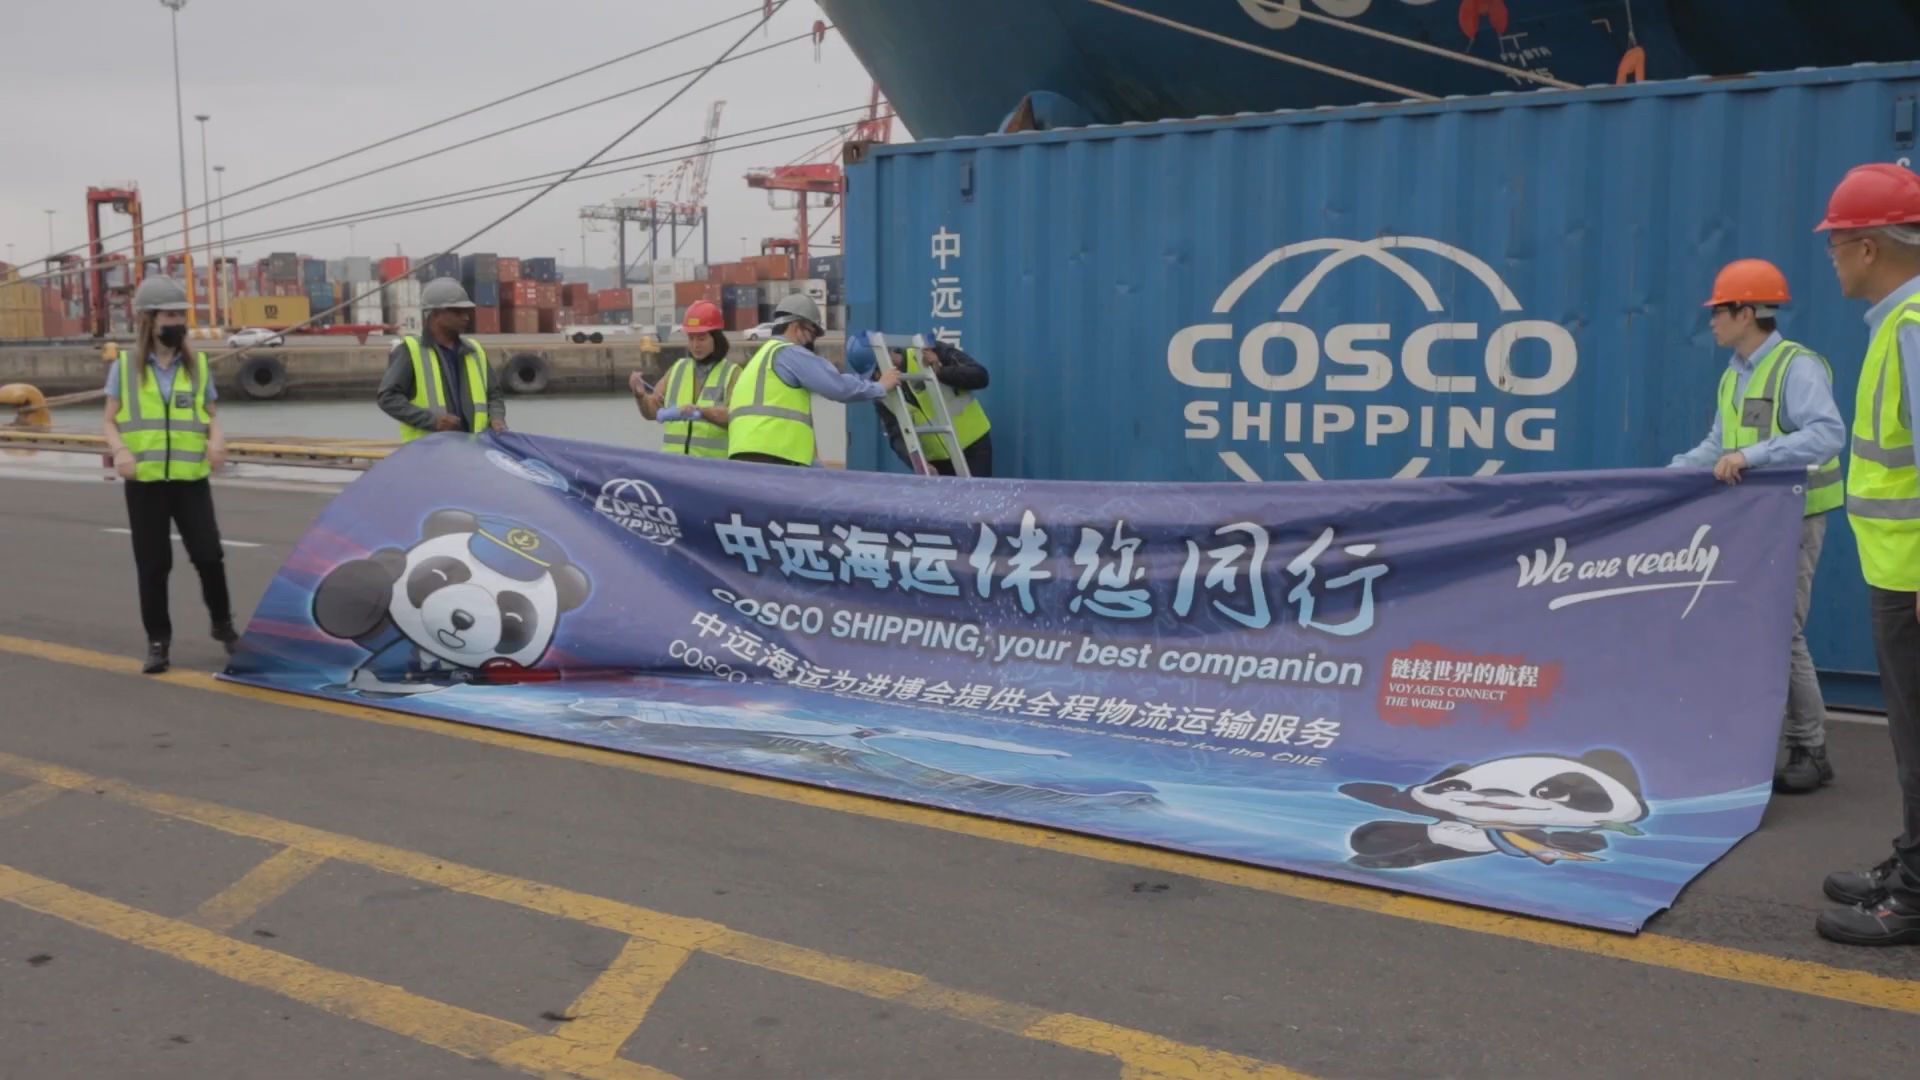 中
远
海
COSCO
SHIPPING
COSCO
SHIPPING
中远海运伴您同行
We are ready
COSCO SHIPPING, your best companion
中远海运为进博会提供全程物流运输服务
COSCO
service for the CIIE
链接世界的航程
VOYAGES CONNECT
THE WORLD